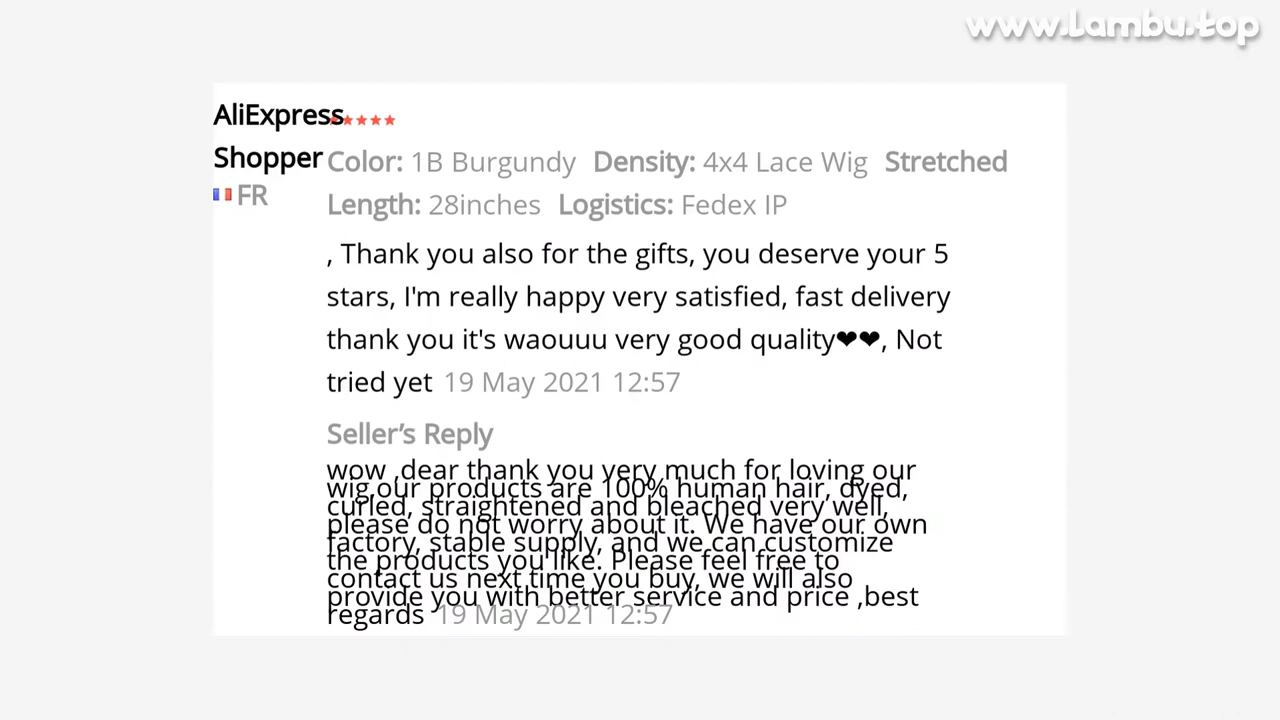 www.Lambu.top
AliExpress
Shopper
FR
Color: 1B Burgundy Density: 4x4 Lace Wig Stretched
Length: 28inches Logistics: Fedex IP
, Thank you also for the gifts, you deserve your 5
stars, I'm really happy very satisfied, fast delivery
thank you it's waouuu very good quality❤❤, Not
tried yet 19 May 2021 12:57
Seller’s Reply
wow ,dear thank you very much for loving our
wig,our products are 100% human hair, dyed,
curled, straightened and bleached very well,
please do not worry about it. We have our own
factory, stable supply, and we can customize
the products you like. Please feel free to
contact us next time you buy, we will also
provide you with better service and price ,best
regards 19 May 2021 12:57